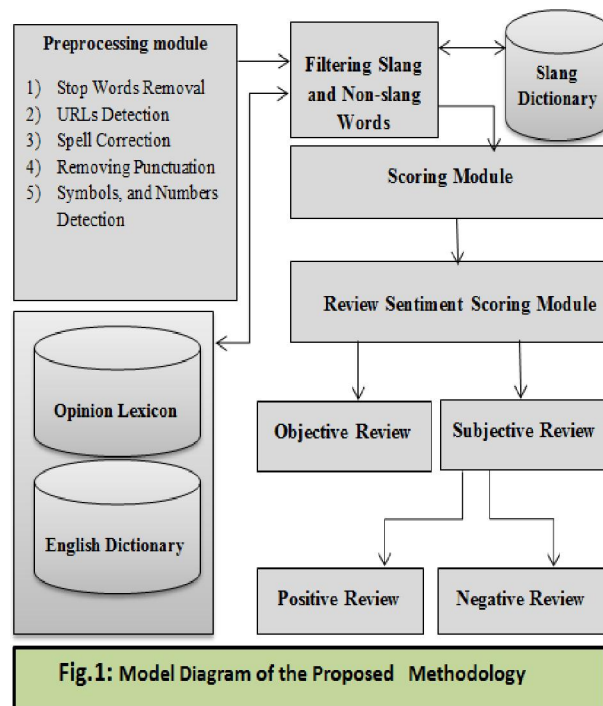 Preprocessing module
1) Stop Words Removal
2) URLs Detection
3) Spell Correction
4) Removing Punctuation
5) Symbols, and Numbers
Detection
Filtering Slang
and Non-slang
Words
Slang
Dictionary
Scoring Module
Review Sentiment Scoring Module
Opinion Lexicon
English Dictionary
Objective Review
Subjective Review
Positive Review
Negative Review
Fig.1: Model Diagram of the Proposed Methodology